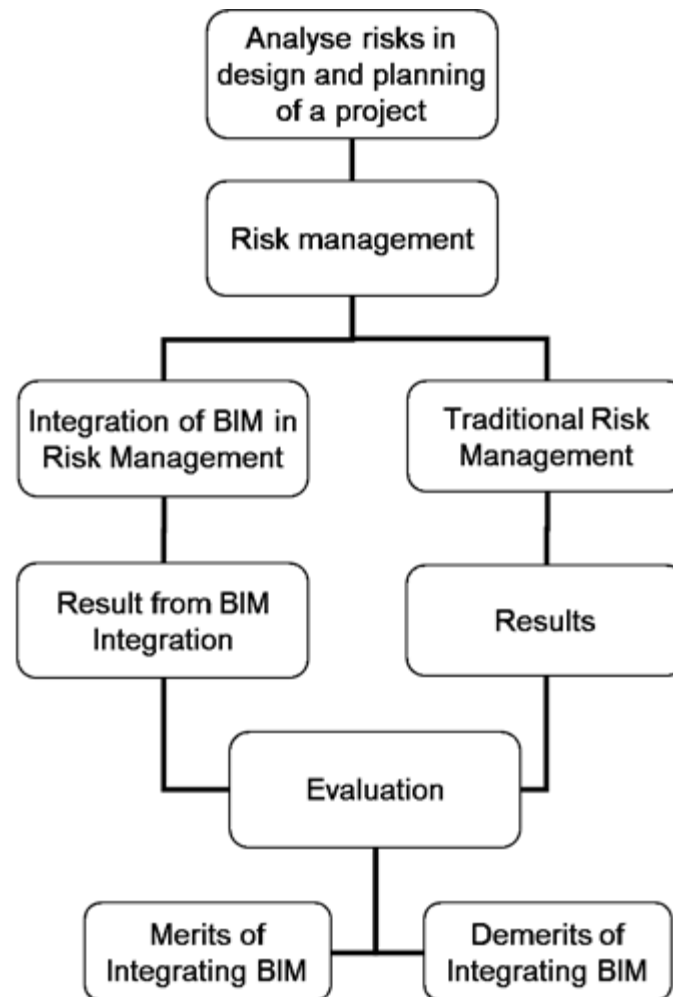 Analyse risks in
design and planning
of a project
Risk management
Integration of BIM in
Risk Management
Traditional Risk
Management
Result from BIM
Integration
Results
Evaluation
Merits of
Integrating BIM
Demerits of
Integrating BIM